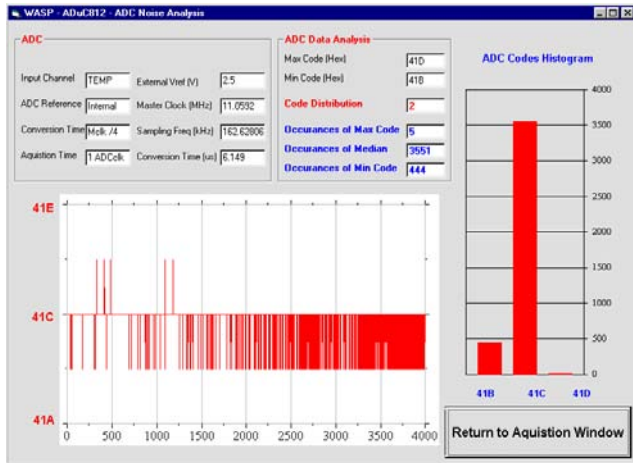 WASP - ADuC812 - ADC Noise Analysis
ADC
Input Channel TEMP External Vref (V) 2.5
ADC Reference Internal Master Clock (MHz) 11.0592
Conversion Time Mclk /4 Sampling Freq (kHz) 162.62806
Aquistion Time 1 ADCclk Conversion Time (us) 6.149
ADC Data Analysis
Max Code (Hex) 41D
Min Code (Hex) 41B
Code Distribution 2
Occurances of Max Code 5
Occurances of Median 3551
Occurances of Min Code 444
ADC Codes Histogram
4000
3500
3000
2500
2000
1500
1000
500
0
41B 41C 41D
41E
41C
41A
0 500 1000 1500 2000 2500 3000 3500 4000
Return to Aquistion Window